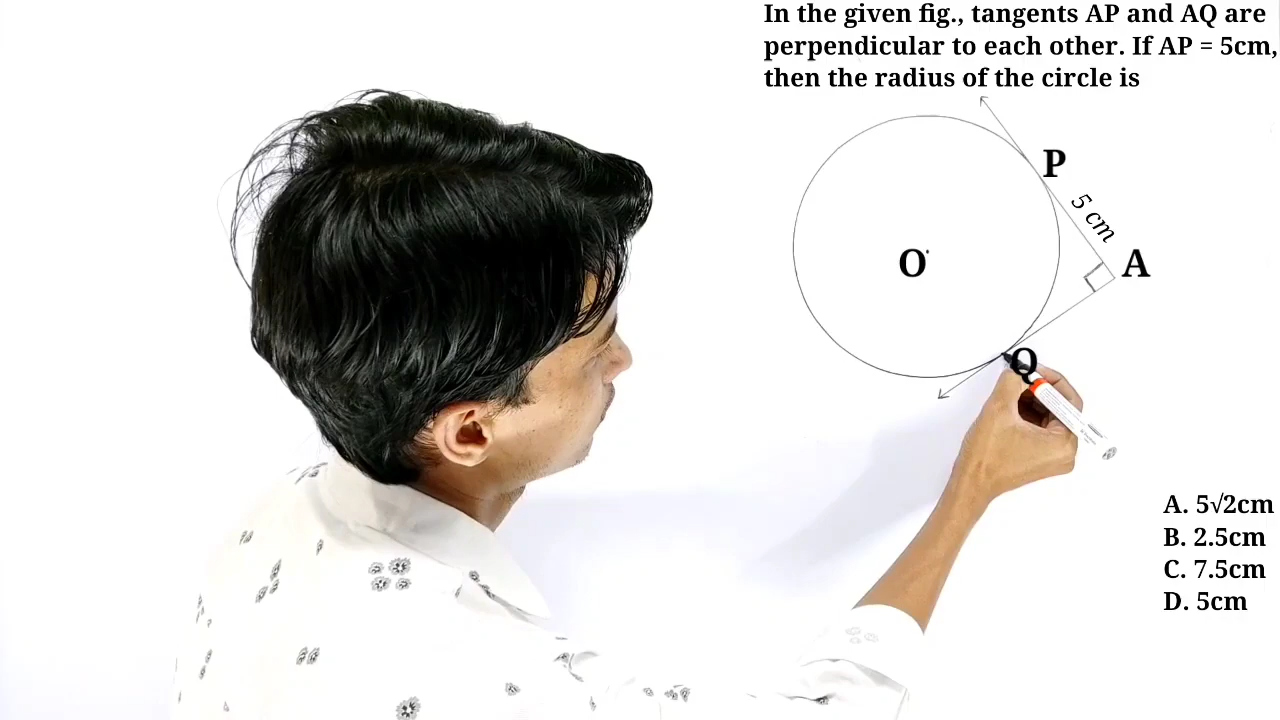 In the given fig., tangents AP and AQ are
perpendicular to each other. If AP = 5cm,
then the radius of the circle is
P
5 cm
A
O
Q
A. 5√2cm
B. 2.5cm
C. 7.5cm
D. 5cm